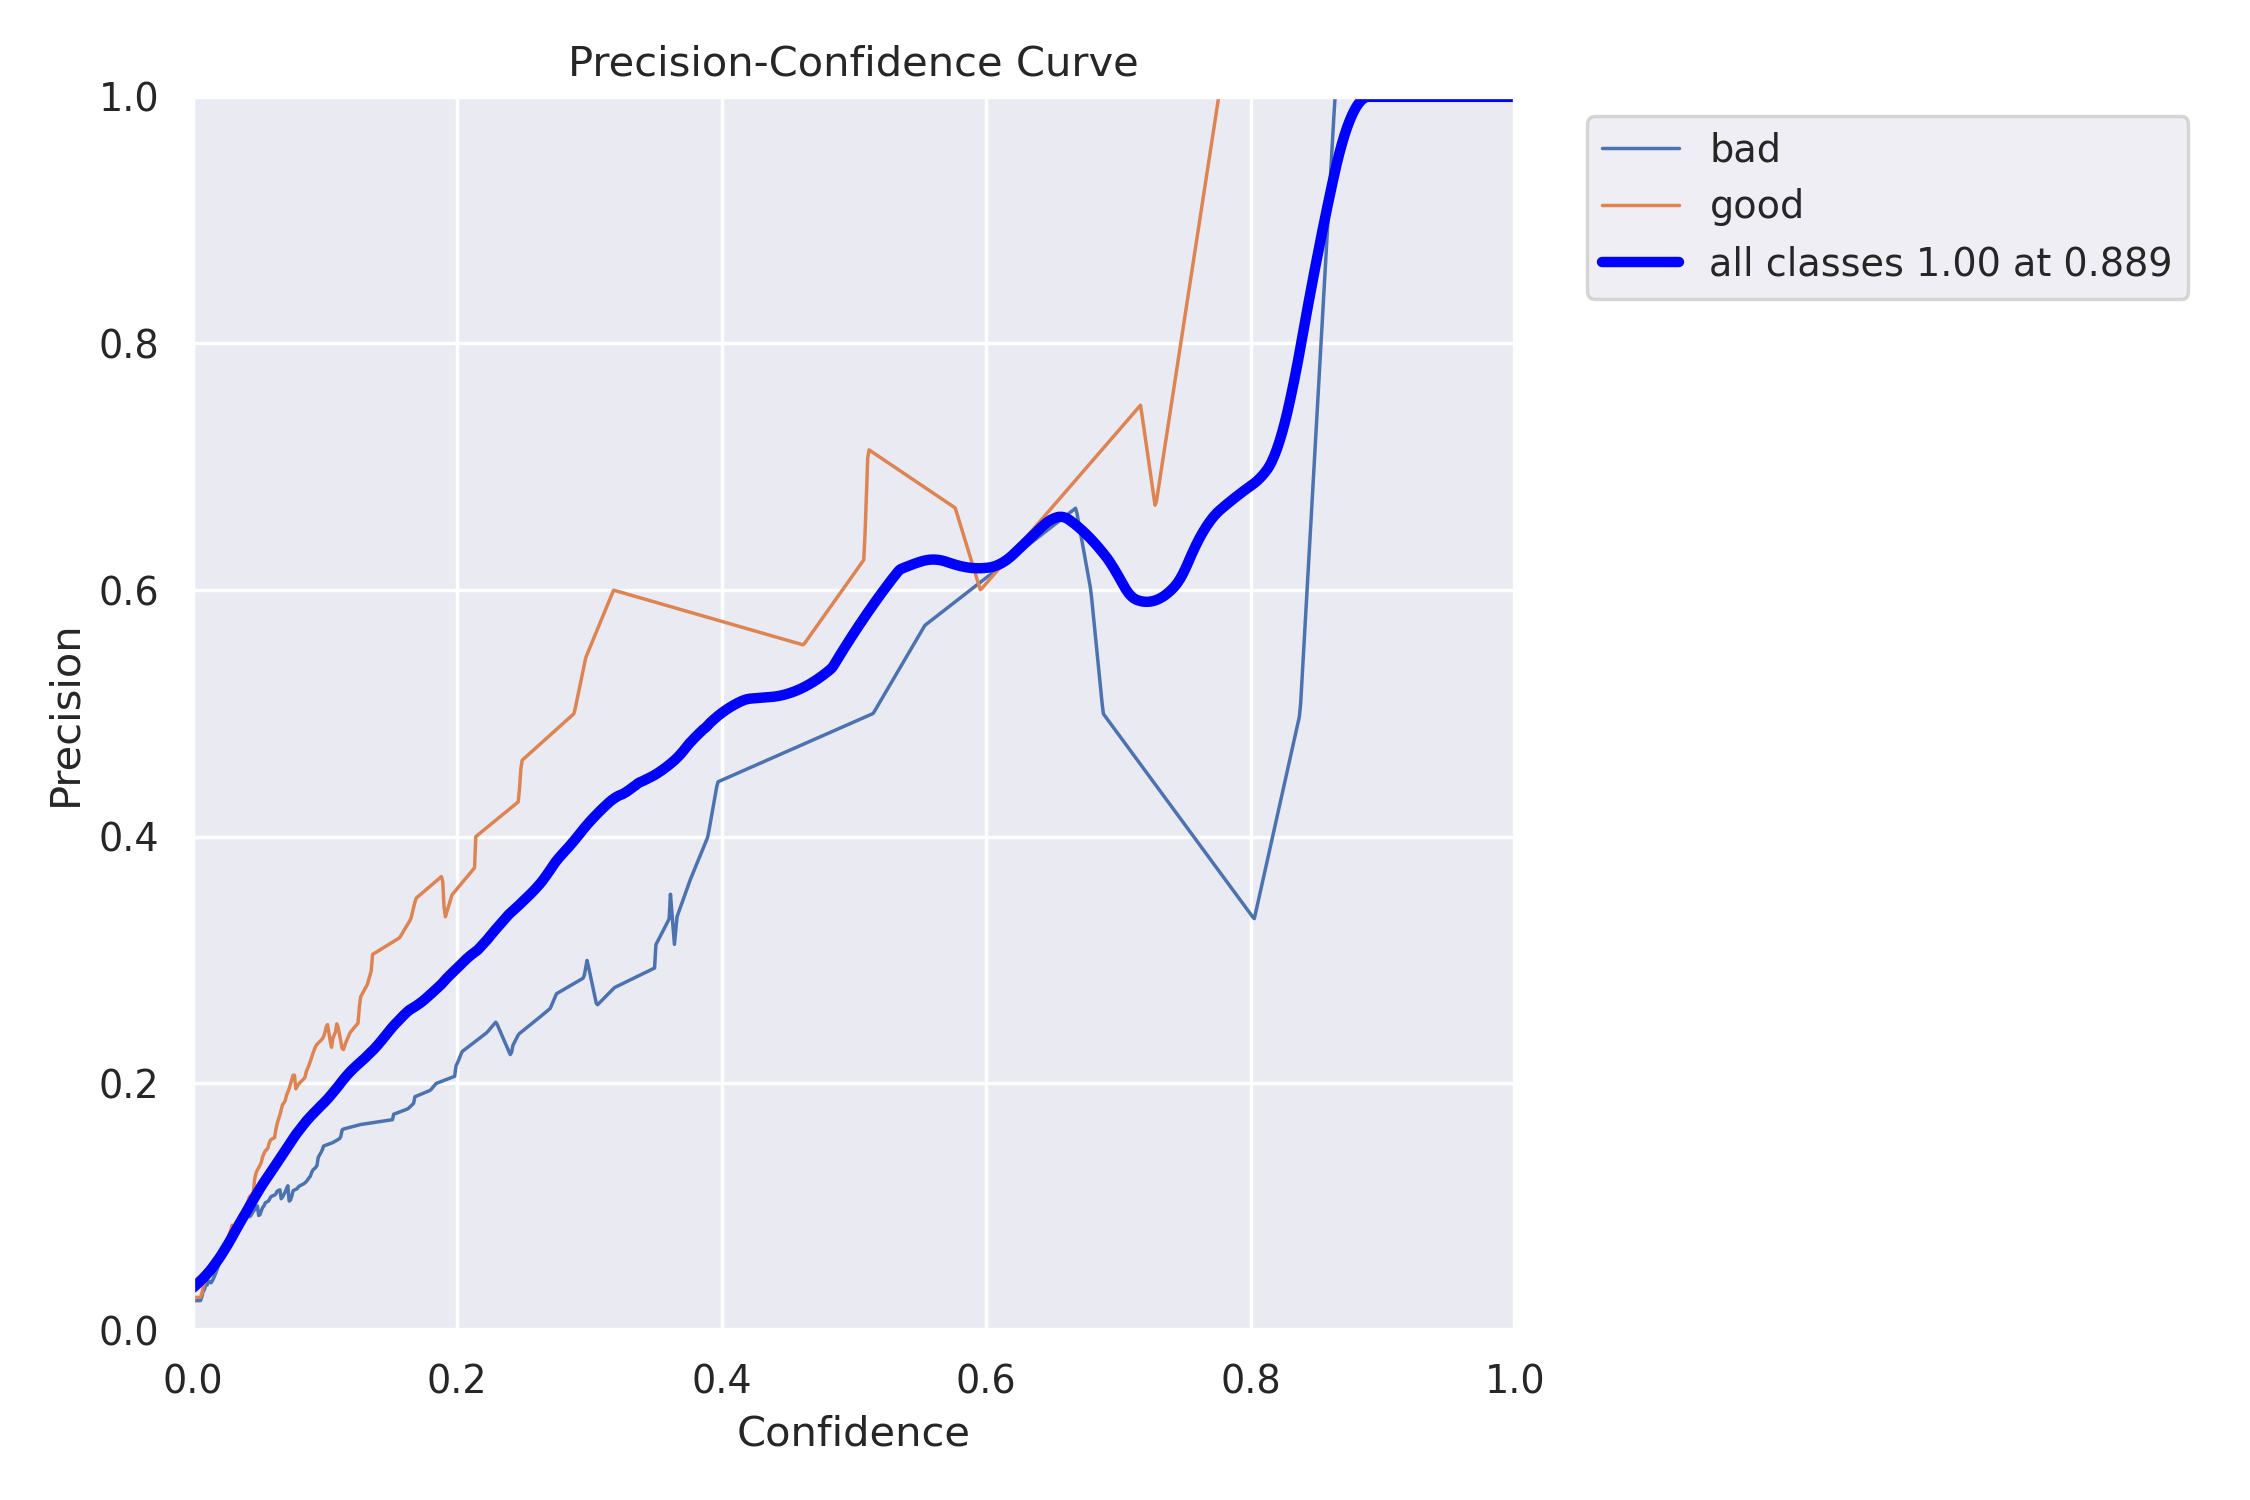 Precision-Confidence Curve
1.0
0.8
0.6
0.4
0.2
0.0
Precision
0.0 0.2 0.4 0.6 0.8 1.0
Confidence
bad
good
all classes 1.00 at 0.889